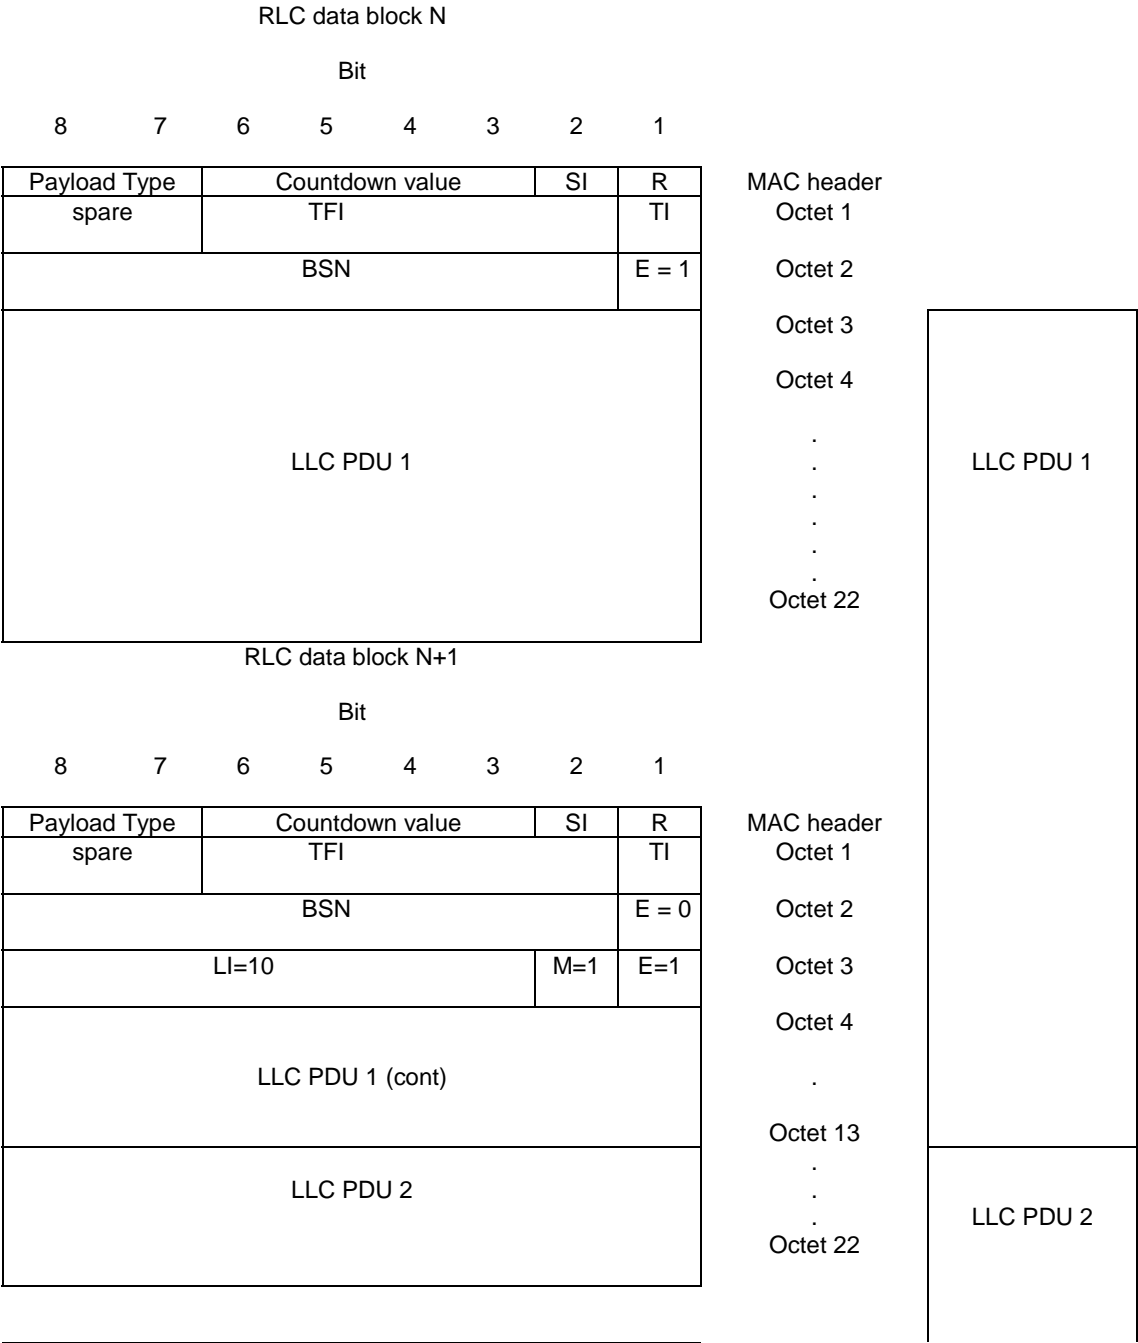 RLC data block N
Bit
8 7 6 5 4 3 2 1
Payload Type Countdown value SI R MAC header
spare TFI TI Octet 1
BSN E = 1 Octet 2
Octet 3
Octet 4
.
LLC PDU 1 . LLC PDU 1
.
.
.
.
Octet 22
RLC data block N+1
Bit
8 7 6 5 4 3 2 1
Payload Type Countdown value SI R MAC header
spare TFI TI Octet 1
BSN E = 0 Octet 2
LI=10 M=1 E=1 Octet 3
Octet 4
LLC PDU 1 (cont) .
Octet 13
.
LLC PDU 2 .
. LLC PDU 2
Octet 22